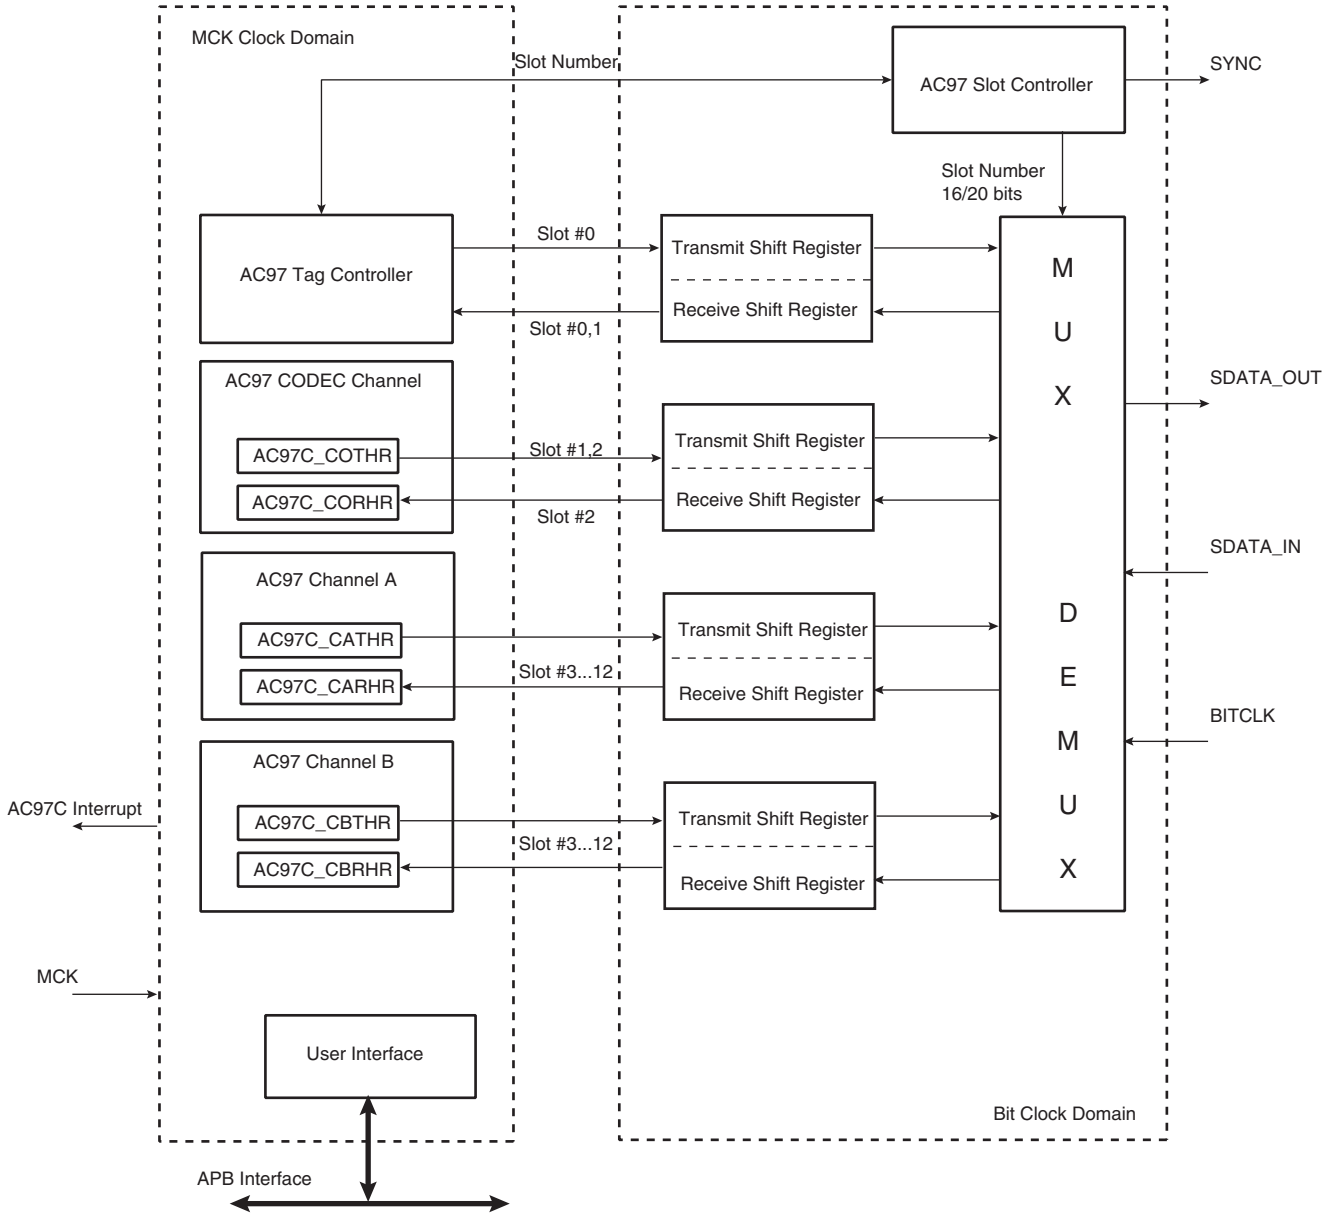 MCK Clock Domain
Slot Number
AC97 Slot Controller
SYNC
Slot Number
16/20 bits
AC97 Tag Controller
Slot #0
Slot #0,1
Transmit Shift Register
Receive Shift Register
M
U
X
D
E
M
U
X
SDATA_OUT
AC97 CODEC Channel
AC97C_COTHR
AC97C_CORHR
Slot #1,2
Slot #2
Transmit Shift Register
Receive Shift Register
SDATA_IN
AC97 Channel A
AC97C_CATHR
AC97C_CARHR
Slot #3...12
Transmit Shift Register
Receive Shift Register
BITCLK
AC97 Channel B
AC97C_CBTHR
AC97C_CBRHR
Slot #3...12
Transmit Shift Register
Receive Shift Register
AC97C Interrupt
MCK
User Interface
Bit Clock Domain
APB Interface